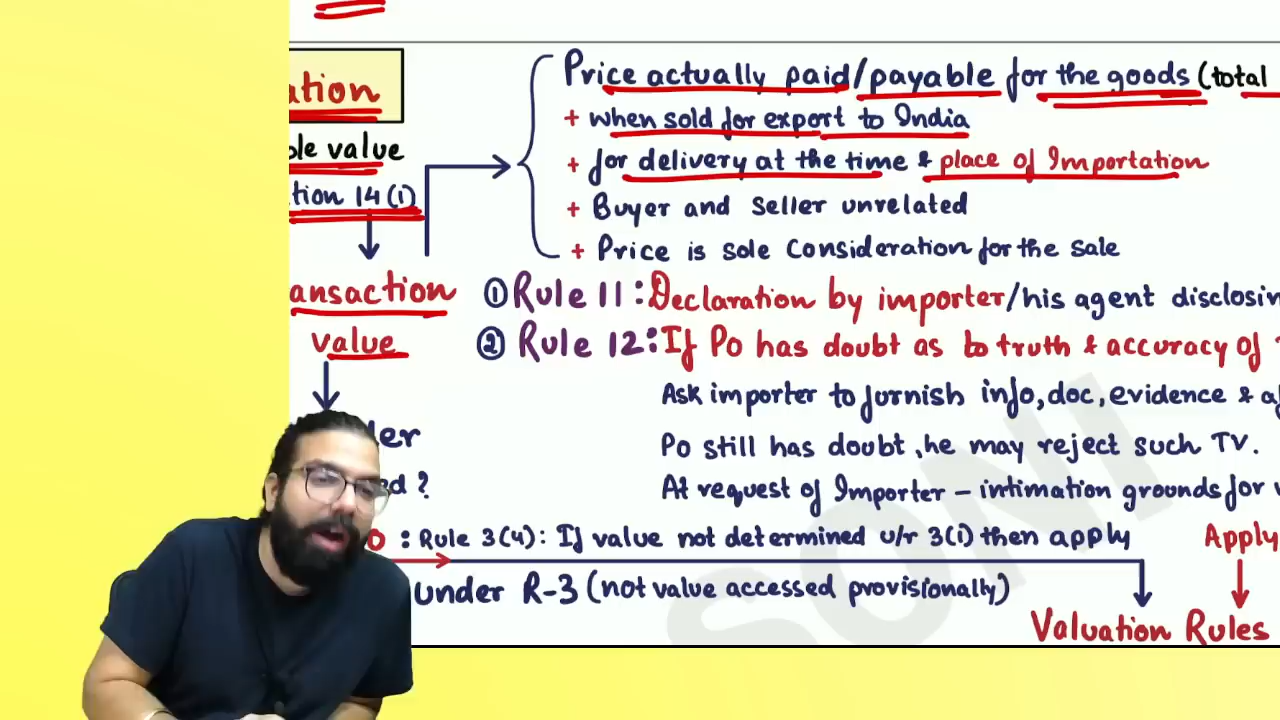 Price actually paid/payable for the goods (total
+ when sold for export to India
ble value
+ for delivery at the time & place of Importation
14(1)
+ Buyer and Seller unrelated
+ Price is sole consideration for the sale
ansaction
① Rule 11: Declaration by importer/his agent
value
② Rule 12: If Po has doubt as to truth & accuracy of
Ask importer to furnish info, doc, evidence &
Po still has doubt, he may reject such TV.
At request of Importer - intimation grounds for
: Rule 3(4): If value not determined u/r 3(1) then apply
Apply
under R-3 (not value accessed provisionally)
Valuation Rules
SONI